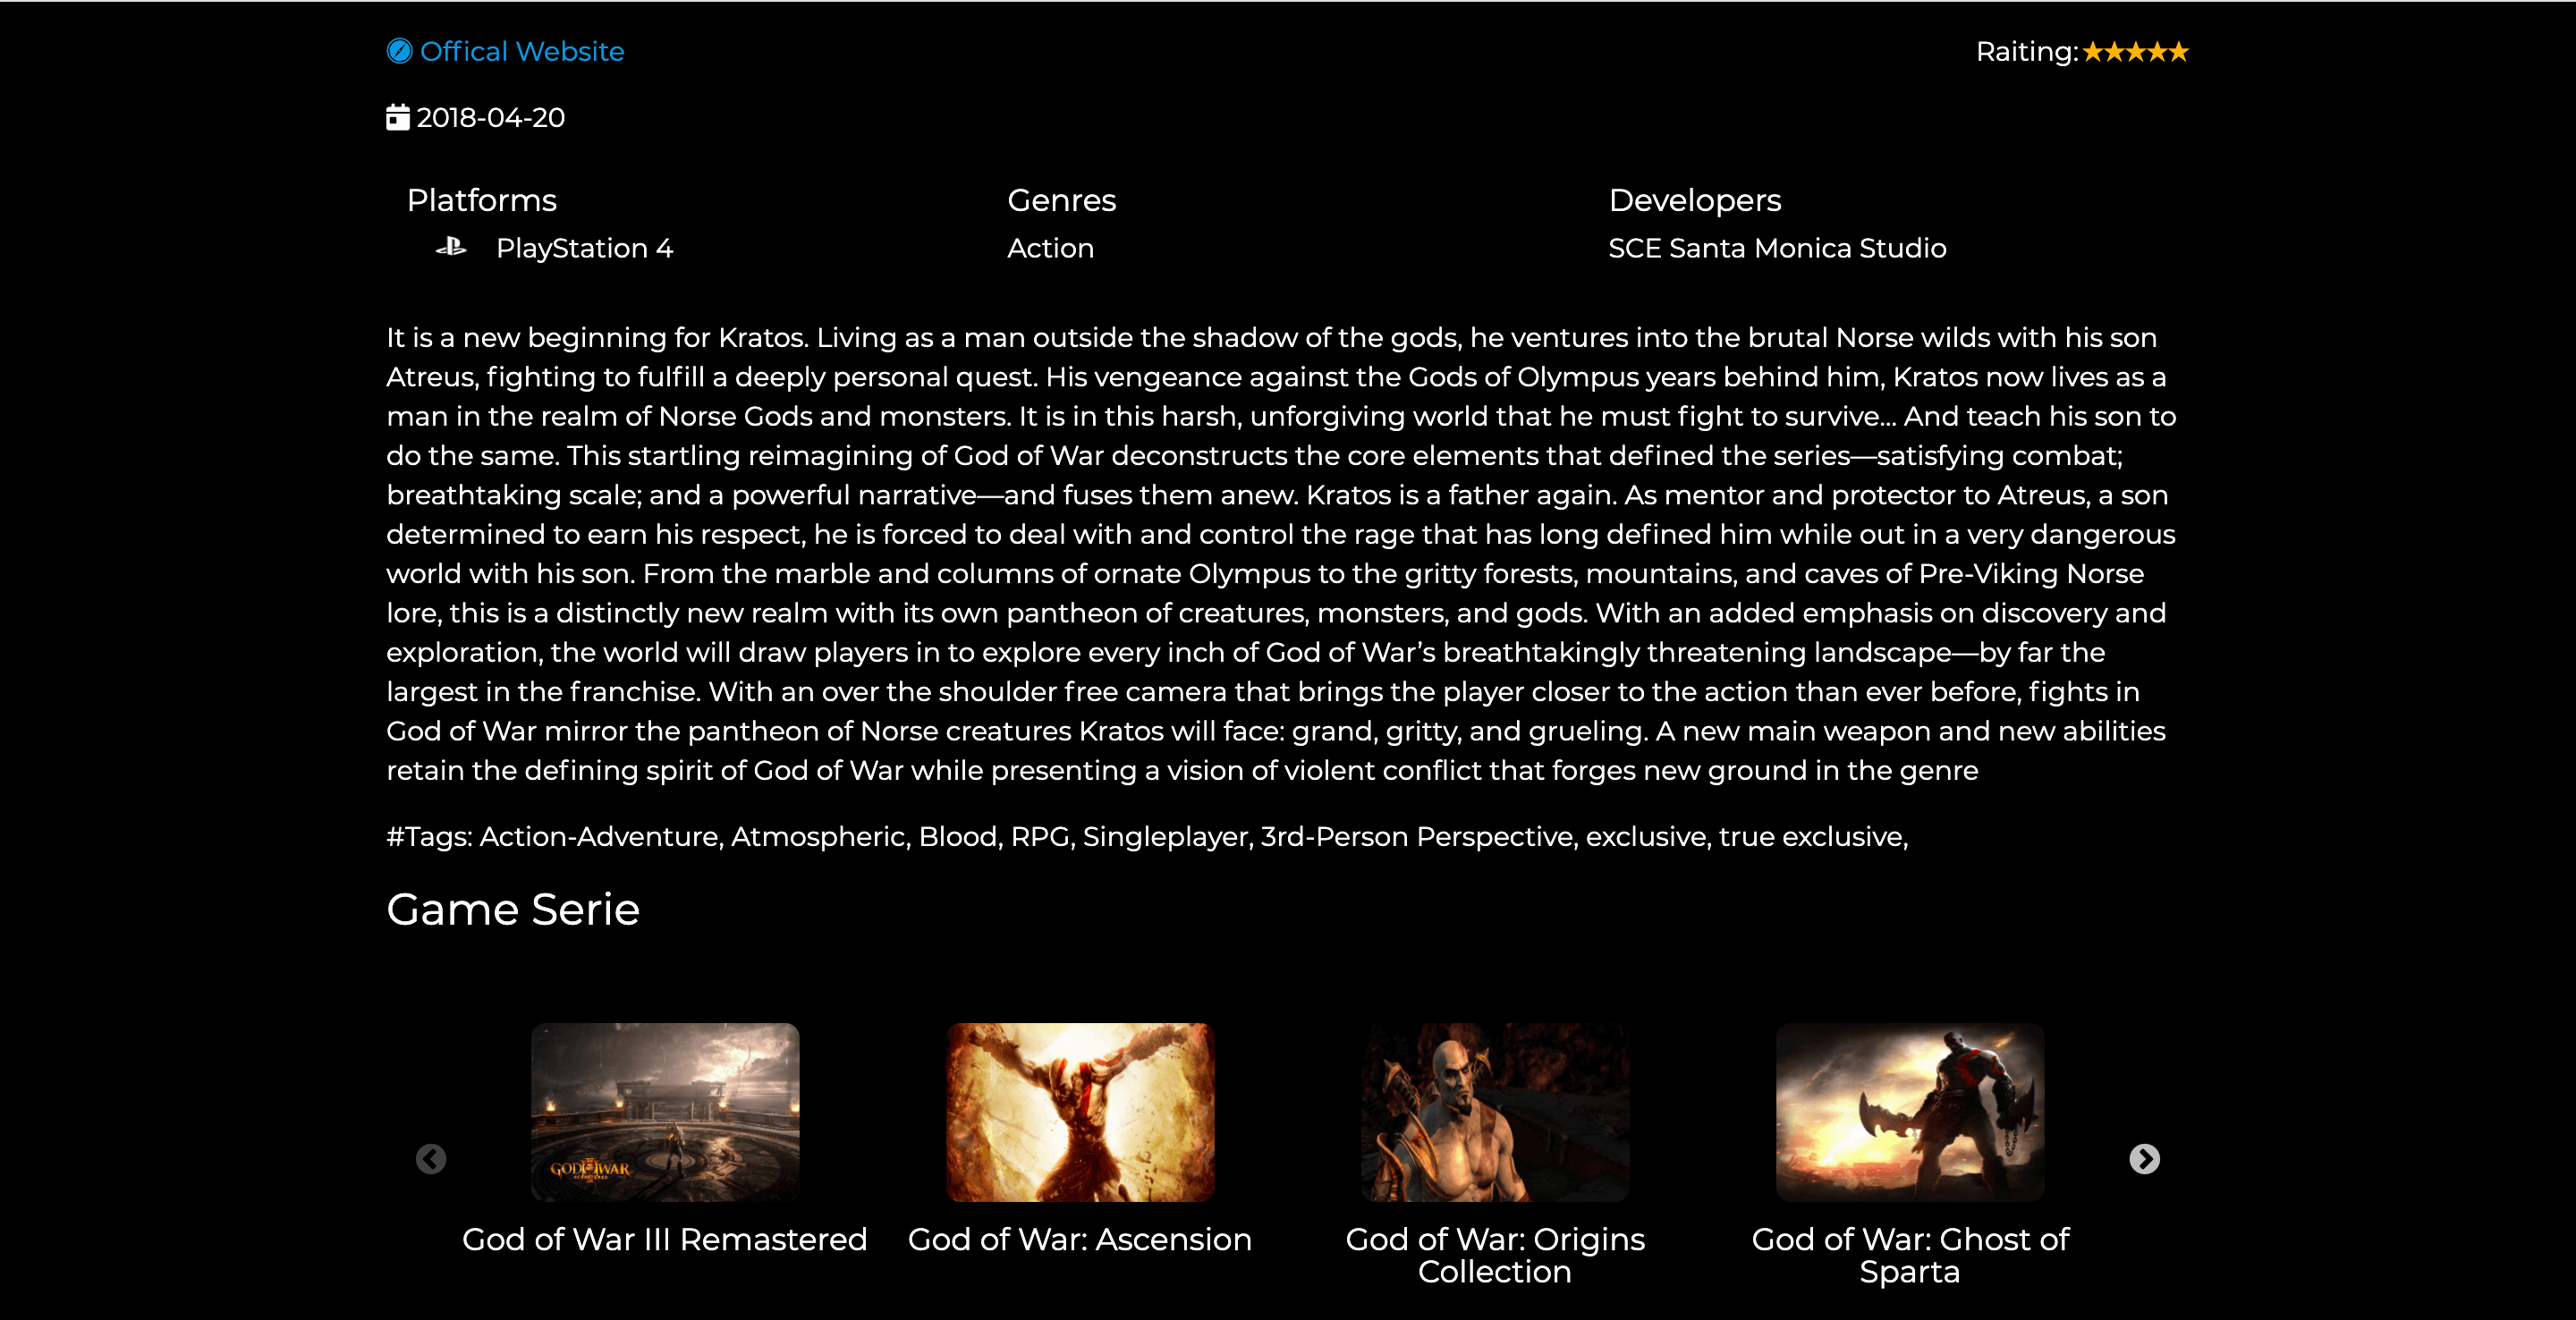 Offical Website
Raiting:
2018-04-20
Platforms
Genres
Developers
PlayStation 4
Action
SCE Santa Monica Studio
It is a new beginning for Kratos. Living as a man outside the shadow of the gods, he ventures into the brutal Norse wilds with his son
Atreus, fighting to fulfill a deeply personal quest. His vengeance against the Gods of Olympus years behind him, Kratos now lives as a
man in the realm of Norse Gods and monsters. It is in this harsh, unforgiving world that he must fight to survive… And teach his son to
do the same. This startling reimagining of God of War deconstructs the core elements that defined the series—satisfying combat;
breathtaking scale; and a powerful narrative—and fuses them anew. Kratos is a father again. As mentor and protector to Atreus, a son
determined to earn his respect, he is forced to deal with and control the rage that has long defined him while out in a very dangerous
world with his son. From the marble and columns of ornate Olympus to the gritty forests, mountains, and caves of Pre-Viking Norse
lore, this is a distinctly new realm with its own pantheon of creatures, monsters, and gods. With an added emphasis on discovery and
exploration, the world will draw players in to explore every inch of God of War’s breathtakingly threatening landscape—by far the
largest in the franchise. With an over the shoulder free camera that brings the player closer to the action than ever before, fights in
God of War mirror the pantheon of Norse creatures Kratos will face: grand, gritty, and grueling. A new main weapon and new abilities
retain the defining spirit of God of War while presenting a vision of violent conflict that forges new ground in the genre
#Tags: Action-Adventure, Atmospheric, Blood, RPG, Singleplayer, 3rd-Person Perspective, exclusive, true exclusive,
Game Serie
GOD OF WAR
REMASTERED
God of War III Remastered
God of War: Ascension
God of War: Origins
Collection
God of War: Ghost of
Sparta